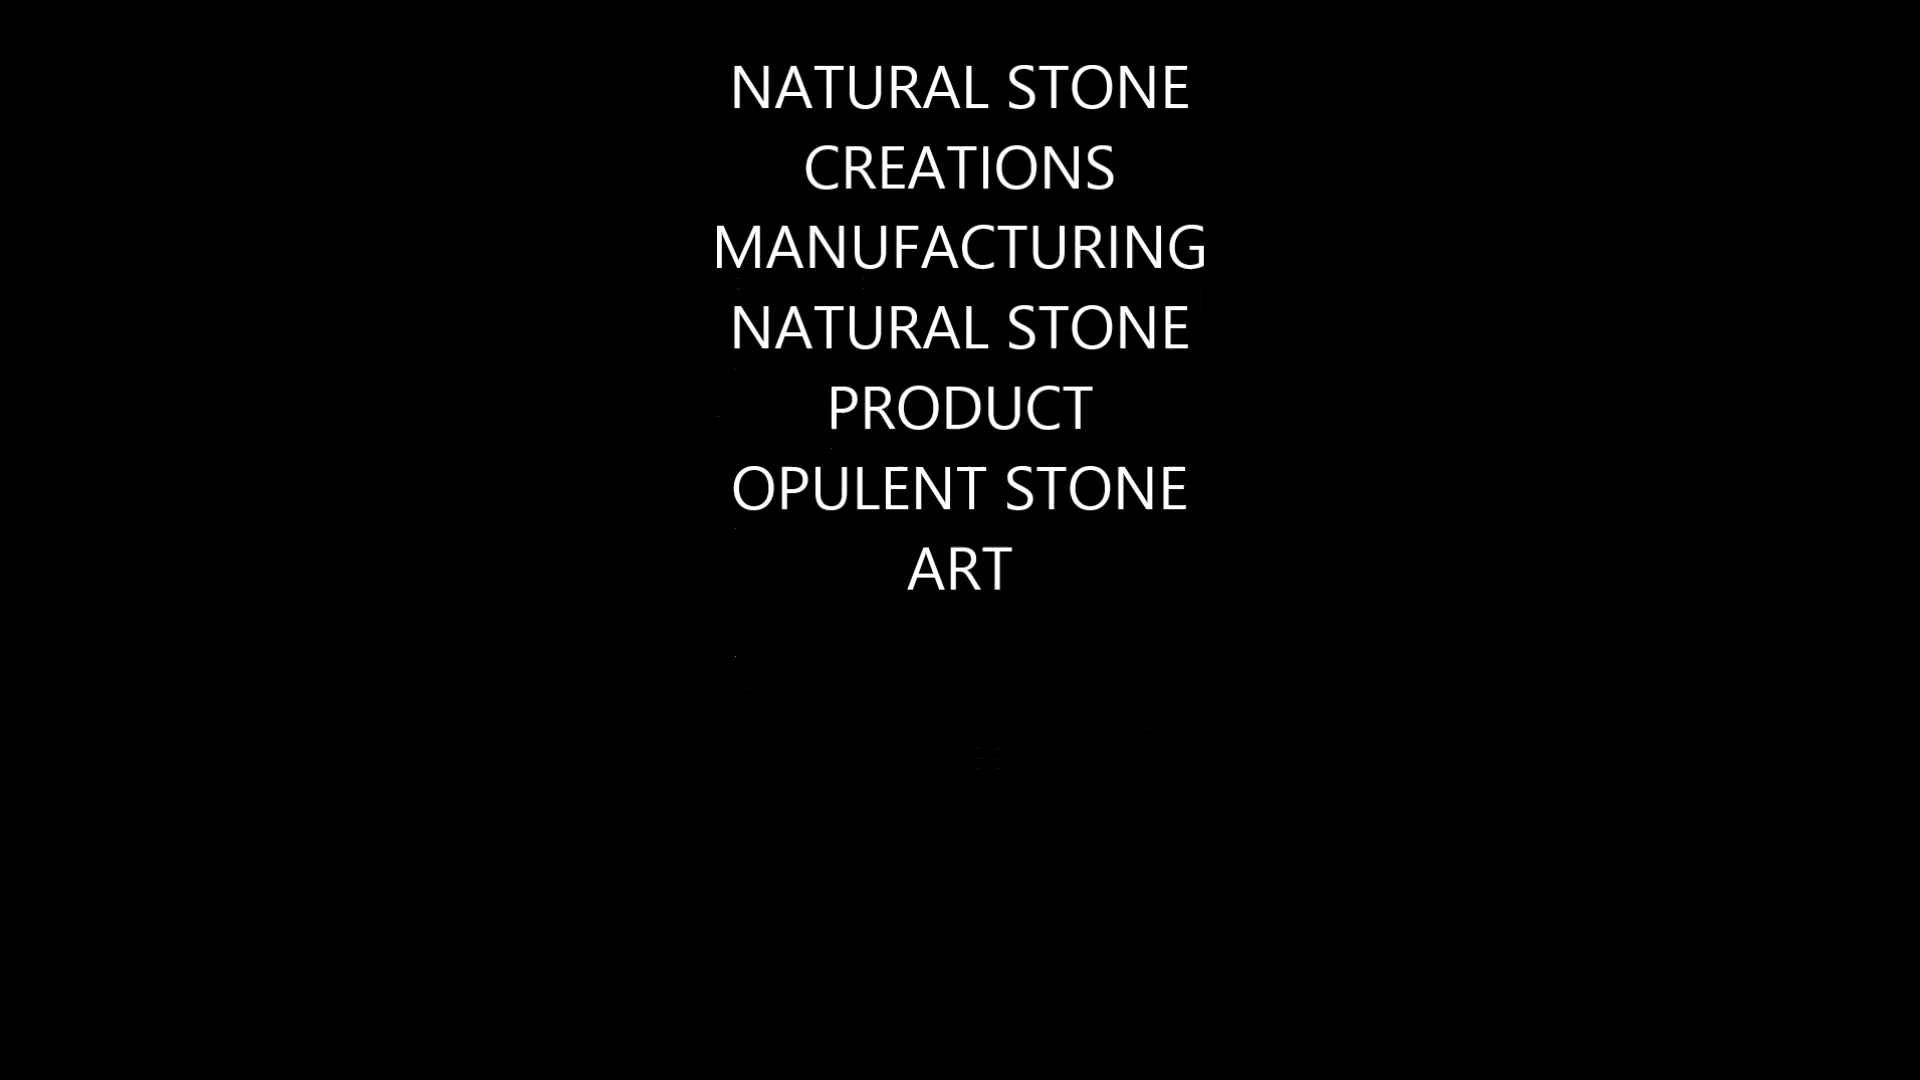 NATURAL STONE
CREATIONS
MANUFACTURING
NATURAL STONE
PRODUCT
OPULENT STONE
ART